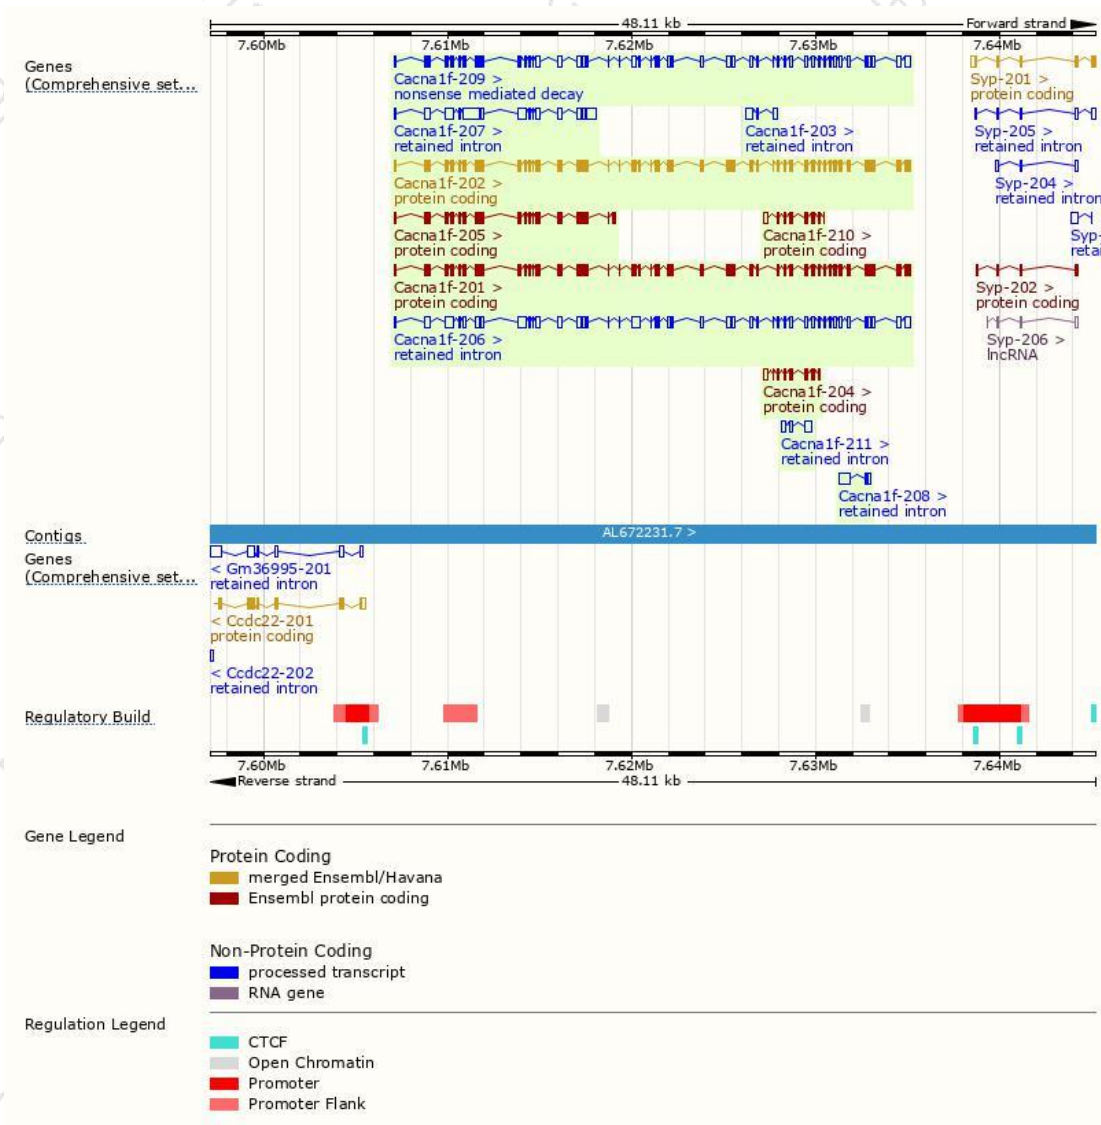 48.11 kb Forward strand
7.60Mb 7.61Mb 7.62Mb 7.63Mb 7.64Mb
Genes
(Comprehensive set...
Cacna1f-209 >
nonsense mediated decay
Syp-201 >
protein coding
Cacna1f-207 >
retained intron
Cacna1f-203 >
retained intron
Syp-205 >
retained intron
Cacna1f-202 >
protein coding
Syp-204 >
retained intron
Cacna1f-205 >
protein coding
Cacna1f-210 >
protein coding
Syp-
retai
Cacna1f-201 >
protein coding
Syp-202 >
protein coding
Cacna1f-206 >
retained intron
Syp-206 >
lncRNA
Cacna1f-204 >
protein coding
Cacna1f-211 >
retained intron
Cacna1f-208 >
retained intron
Contigs
AL672231.7 >
Genes
(Comprehensive set...
< Gm36995-201
retained intron
< Ccdc22-201
protein coding
< Ccdc22-202
retained intron
Regulatory Build
7.60Mb 7.61Mb 7.62Mb 7.63Mb 7.64Mb
Reverse strand 48.11 kb
Gene Legend
Protein Coding
merged Ensembl/Havana
Ensembl protein coding
Non-Protein Coding
processed transcript
RNA gene
Regulation Legend
CTCF
Open Chromatin
Promoter
Promoter Flank